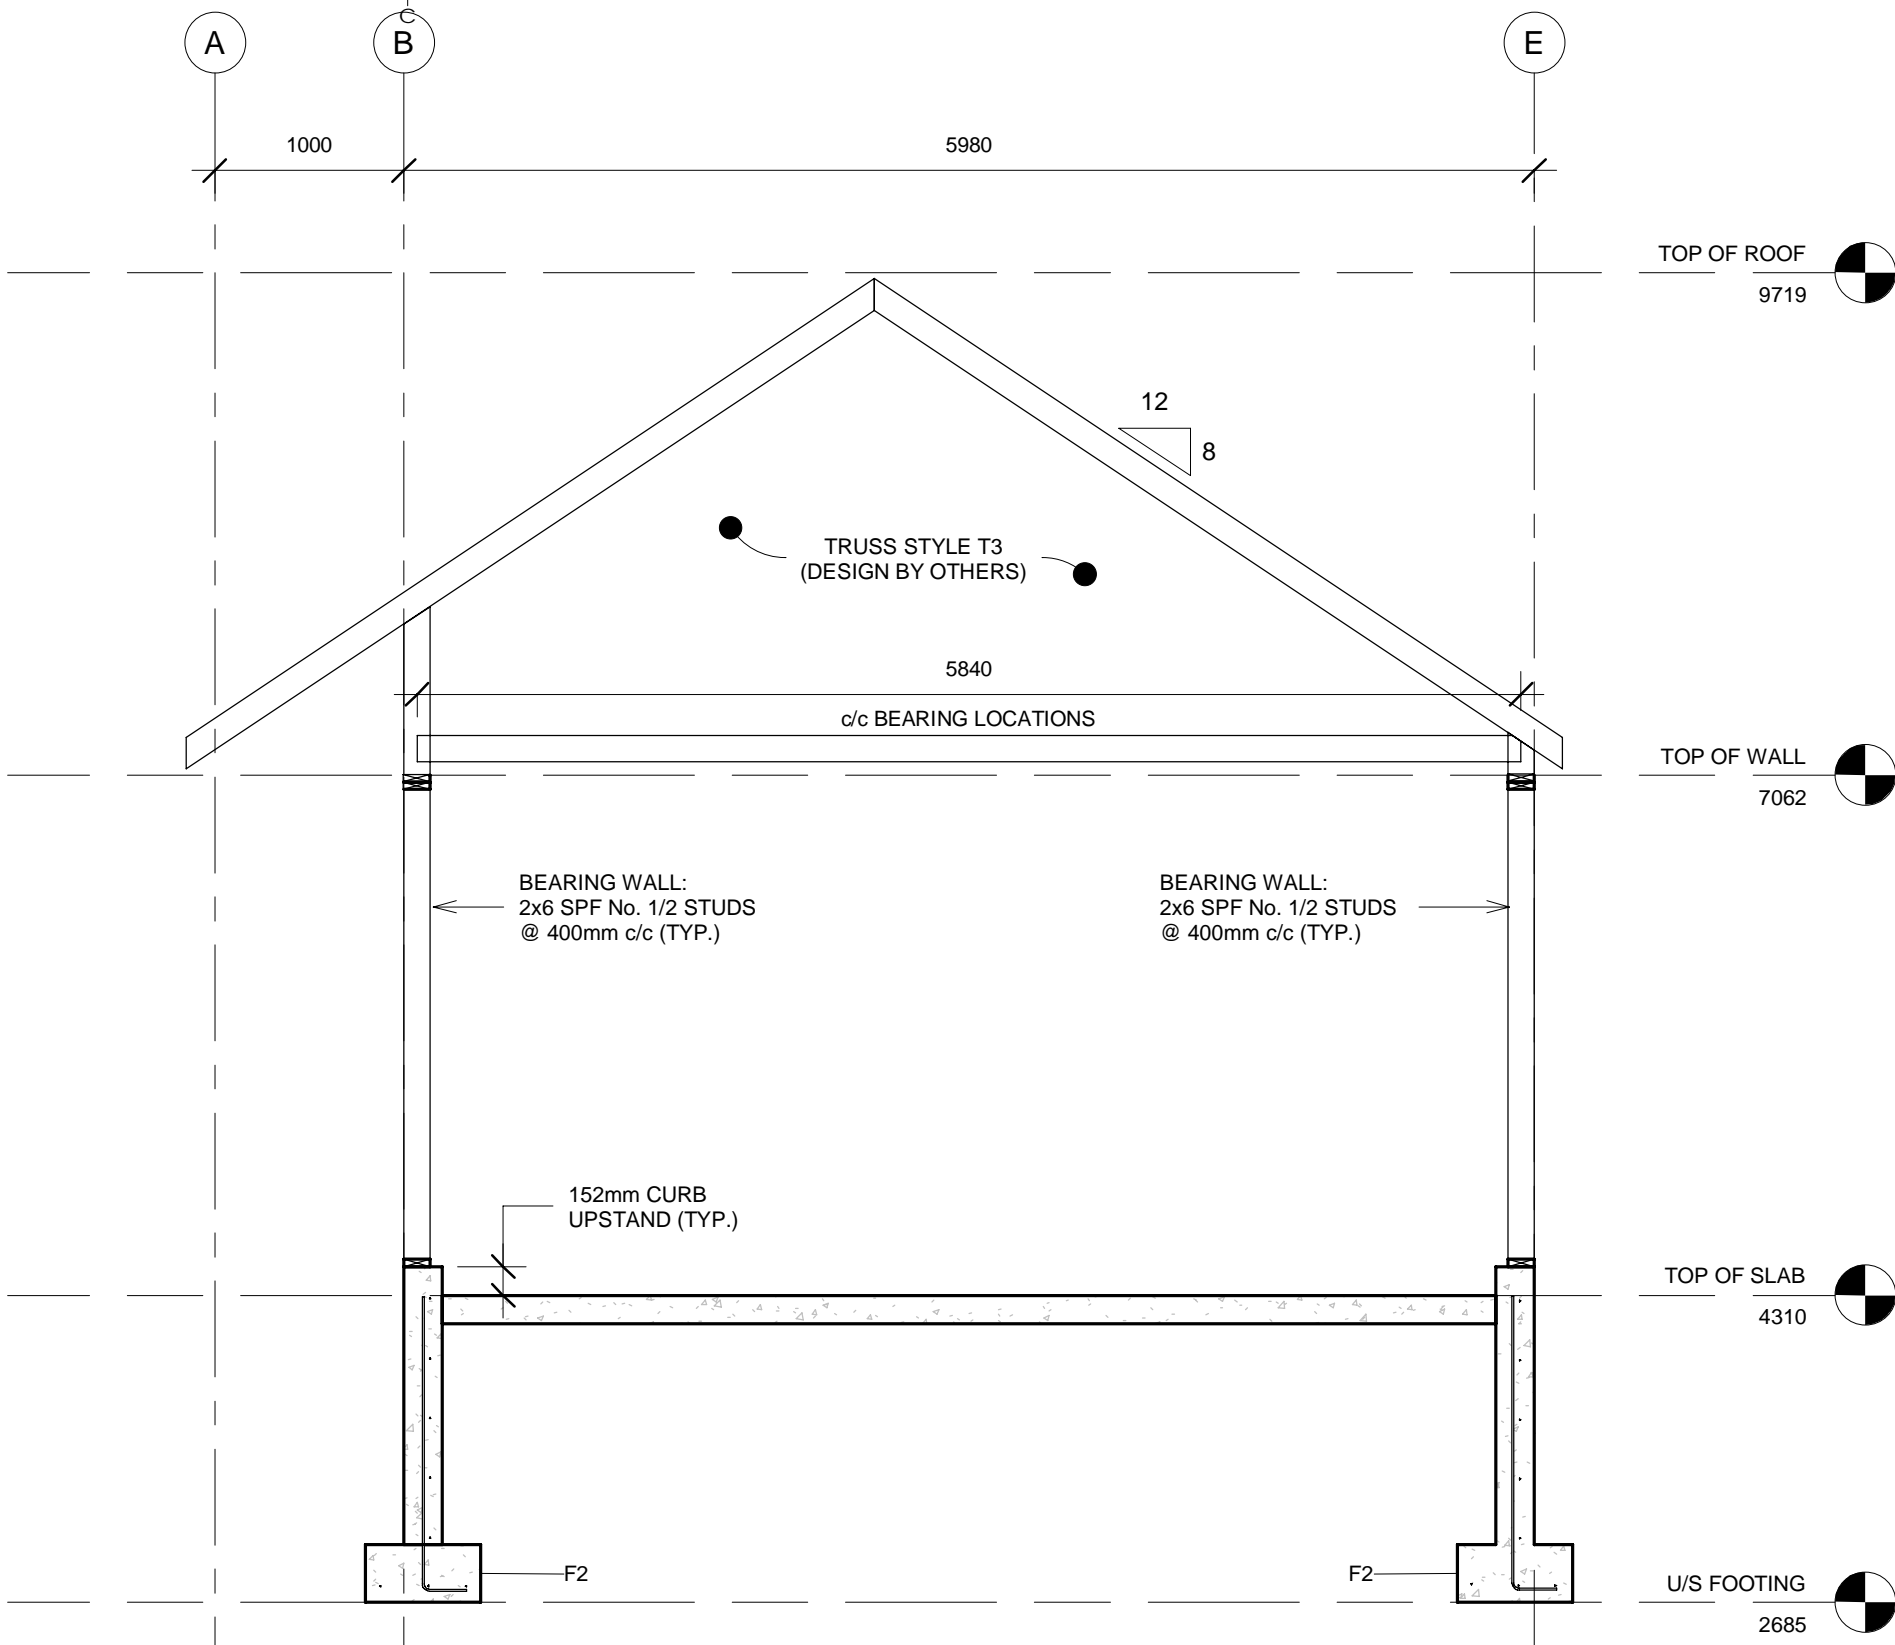 C
A
B
E
1000
5980
TOP OF ROOF
9719
12
8
TRUSS STYLE T3
(DESIGN BY OTHERS)
5840
c/c BEARING LOCATIONS
TOP OF WALL
7062
BEARING WALL:
2x6 SPF No. 1/2 STUDS
@ 400mm c/c (TYP.)
BEARING WALL:
2x6 SPF No. 1/2 STUDS
@ 400mm c/c (TYP.)
152mm CURB
UPSTAND (TYP.)
TOP OF SLAB
4310
F2
F2
U/S FOOTING
2685